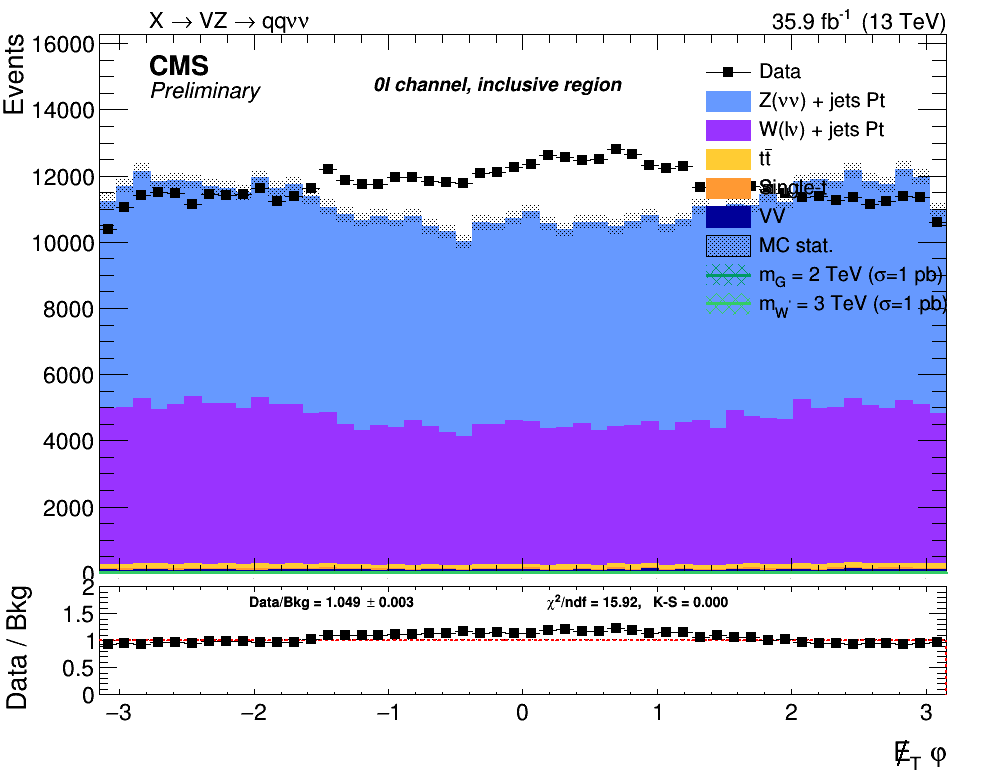 X → VZ → qqνν
35.9 fb⁻¹ (13 TeV)
Events
16000
14000
12000
10000
8000
6000
4000
2000
0
CMS
Preliminary
0l channel, inclusive region
Data
Z(νν) + jets Pt
W(lν) + jets Pt
tt̄
Single-t
VV
MC stat.
m_G = 2 TeV (σ=1 pb)
m_W' = 3 TeV (σ=1 pb)
Data / Bkg
2
1.5
1
0.5
0
Data/Bkg = 1.049 ± 0.003
χ²/ndf = 15.92, K-S = 0.000
−3
−2
−1
0
1
2
3
E̸_T φ